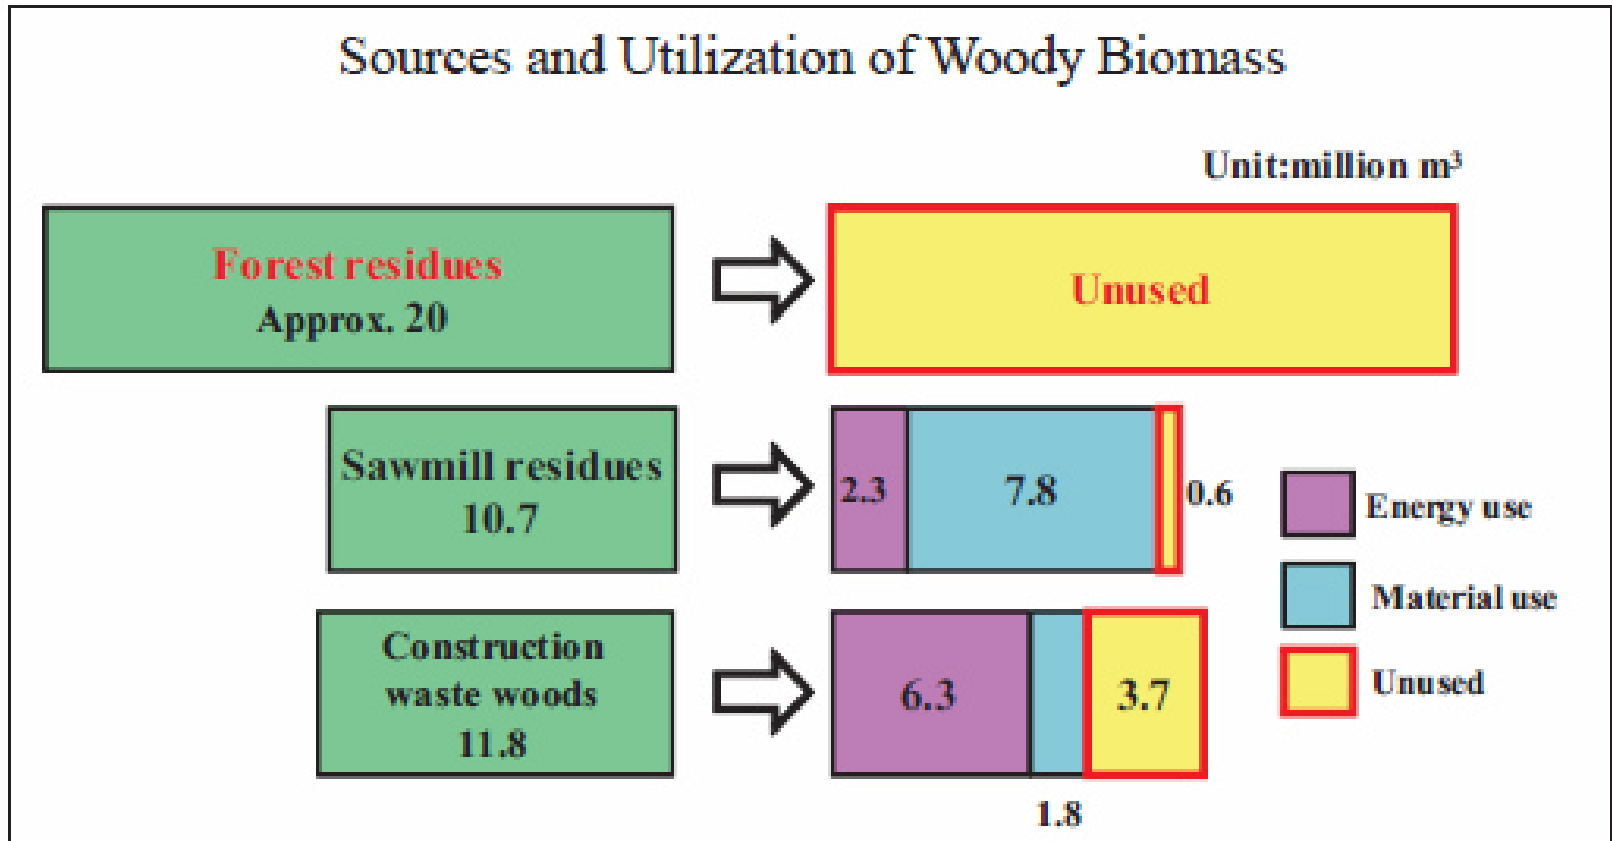 Sources and Utilization of Woody Biomass
Unit:million m³
Forest residues
Approx. 20
Unused
Sawmill residues
10.7
2.3
7.8
0.6
Energy use
Material use
Unused
Construction
waste woods
11.8
6.3
3.7
1.8